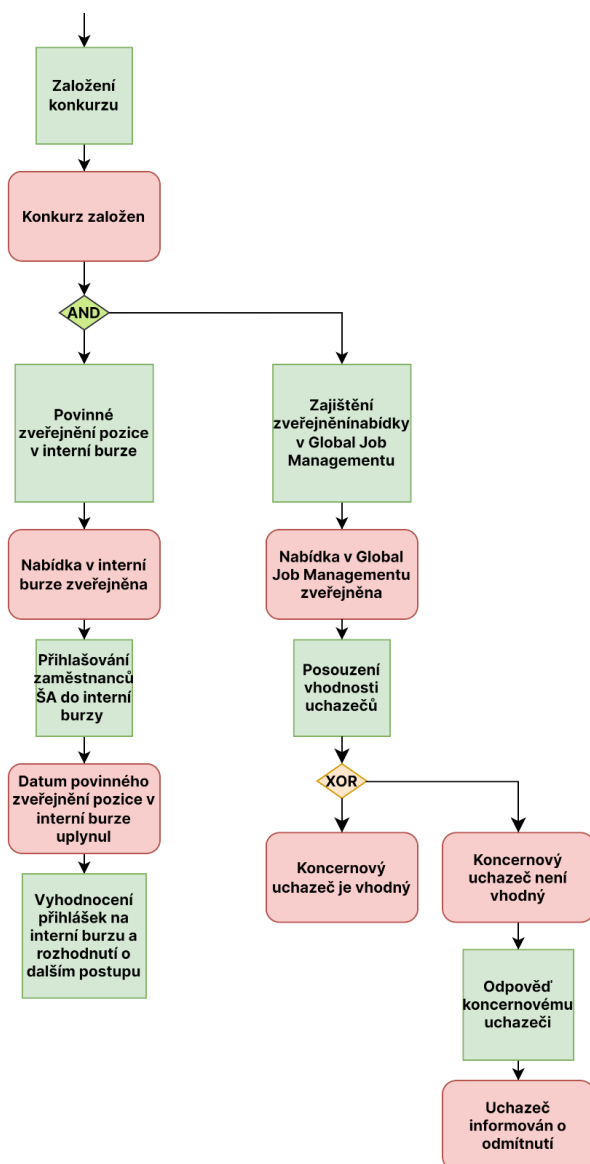 Založení
konkurzu
Konkurz založen
AND
Povinné
zveřejnění pozice
v interní burze
Zajištění
zveřejněnínabídky
v Global Job
Managementu
Nabídka v interní
burze zveřejněna
Nabídka v Global
Job Managementu
zveřejněna
Přihlašování
zaměstnanců
ŠA do interní
burzy
Posouzení
vhodnosti
uchazečů
Datum povinného
zveřejnění pozice v
interní burze
uplynul
XOR
Koncernový
uchazeč je vhodný
Koncernový
uchazeč není
vhodný
Vyhodnocení
přihlášek na
interní burzu a
rozhodnutí o
dalším postupu
Odpověď
koncernovému
uchazeči
Uchazeč
informován o
odmítnutí